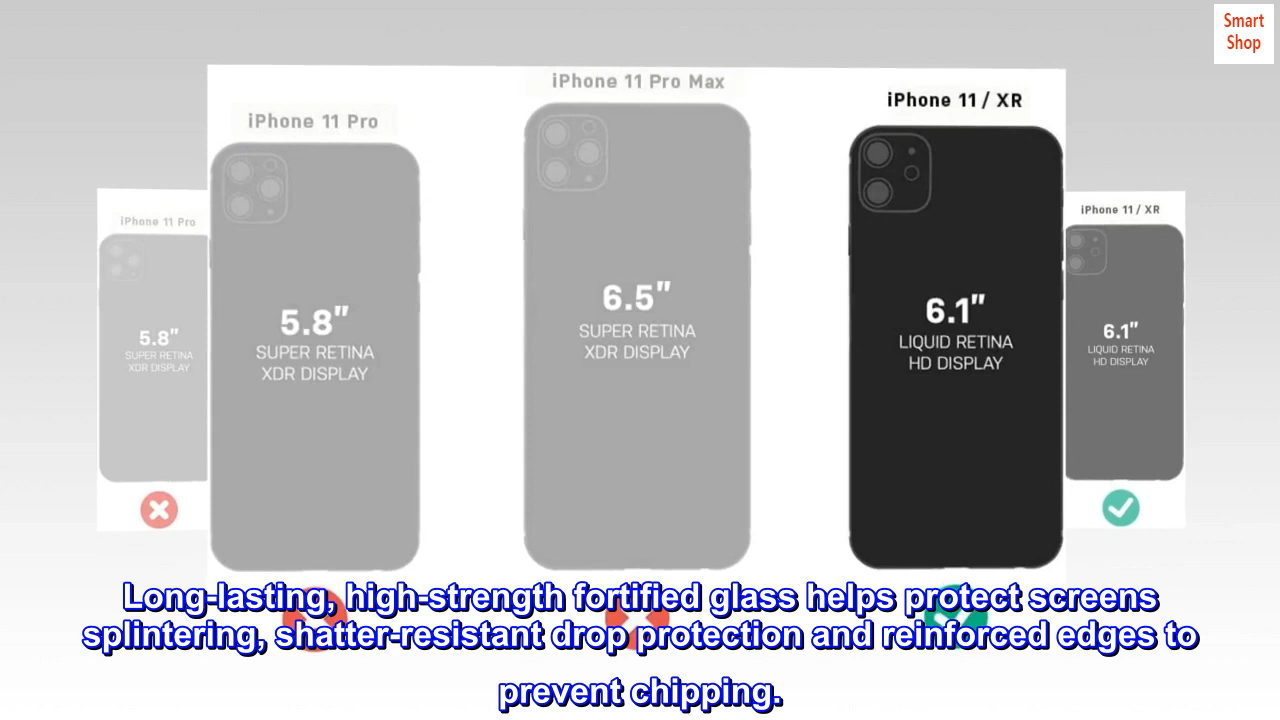 Smart
Shop
iPhone 11 Pro Max
iPhone 11 / XR
iPhone 11 Pro
iPhone 11 Pro
iPhone 11 / XR
5.8"
SUPER RETINA
XDR DISPLAY
5.8"
SUPER RETINA
XDR DISPLAY
6.5"
SUPER RETINA
XDR DISPLAY
6.1"
LIQUID RETINA
HD DISPLAY
6.1"
LIQUID RETINA
HD DISPLAY
Long-lasting, high-strength fortified glass helps protect screens
splintering, shatter-resistant drop protection and reinforced edges to
prevent chipping.